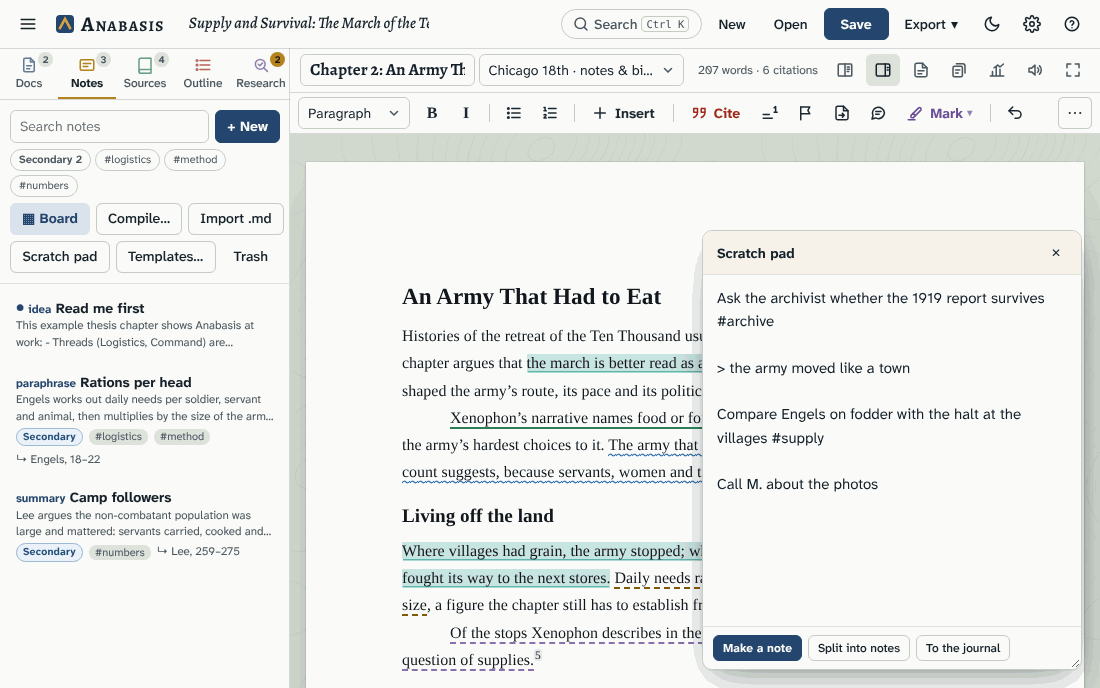 ANABASIS
Supply and Survival: The March of the
Search Ctrl K
New
Open
Save
Export ▾
Docs 2
Notes 3
Sources 4
Outline
Research 2
Chapter 2: An Army
Chicago 18th · notes & bi...
207 words · 6 citations
Paragraph
B
I
Insert
Cite
Mark ▾
...
Search notes
+ New
Secondary 2
#logistics
#method
#numbers
Board
Compile...
Import .md
Scratch pad
Templates...
Trash
idea Read me first
This example thesis chapter shows Anabasis at
work: - Threads (Logistics, Command) are...
paraphrase Rations per head
Engels works out daily needs per soldier, servant
and animal, then multiplies by the size of the arm...
Secondary #logistics #method
↳ Engels, 18–22
summary Camp followers
Lee argues the non-combatant population was
large and mattered: servants carried, cooked and...
Secondary #numbers ↳ Lee, 259–275
An Army That Had to Eat
Histories of the retreat of the Ten Thousand
chapter argues that the march is better read as
shaped the army’s route, its pace and its
Xenophon’s narrative names food or
the army’s hardest choices to it. The army that
count suggests, because servants, women and
Living off the land
Where villages had grain, the army stopped;
fought its way to the next stores. Daily needs
size, a figure the chapter still has to establish
Of the stops Xenophon describes in the
question of supplies.5
Scratch pad
×
Ask the archivist whether the 1919 report survives
#archive
> the army moved like a town
Compare Engels on fodder with the halt at the
villages #supply
Call M. about the photos
Make a note
Split into notes
To the journal